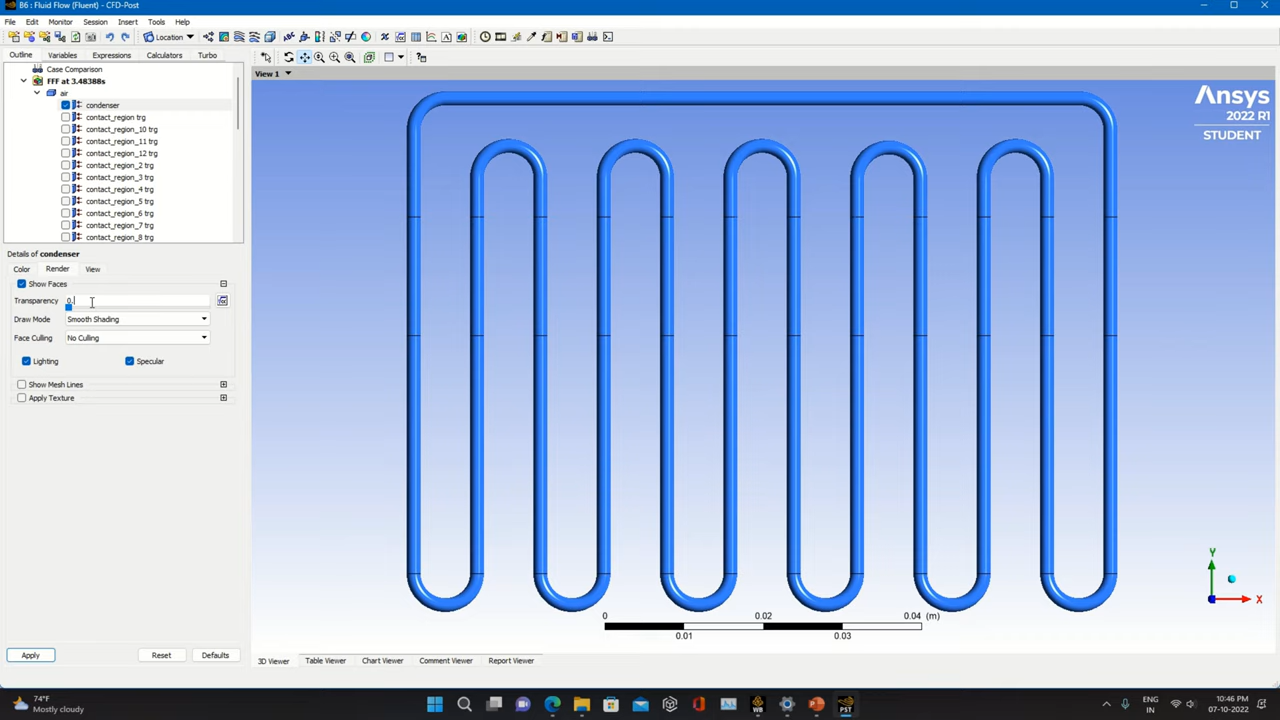 B6 : Fluid Flow (Fluent) - CFD-Post
File Edit Monitor Session Insert Tools Help
Location
Outline Variables Expressions Calculators Turbo
View 1
Case Comparison
FFF at 3.48388s
air
condenser
contact_region trg
contact_region_10 trg
contact_region_11 trg
contact_region_12 trg
contact_region_2 trg
contact_region_3 trg
contact_region_4 trg
contact_region_5 trg
contact_region_6 trg
contact_region_7 trg
contact_region_8 trg
Details of condenser
Color Render View
Show Faces
Transparency 0.
Draw Mode Smooth Shading
Face Culling No Culling
Lighting Specular
Show Mesh Lines
Apply Texture
Apply Reset Defaults
Ansys
2022 R1
STUDENT
Y
X
0 0.02 0.04 (m)
0.01 0.03
3D Viewer Table Viewer Chart Viewer Comment Viewer Report Viewer
74°F
Mostly cloudy
WB
PST
ENG
IN
10:46 PM
07-10-2022